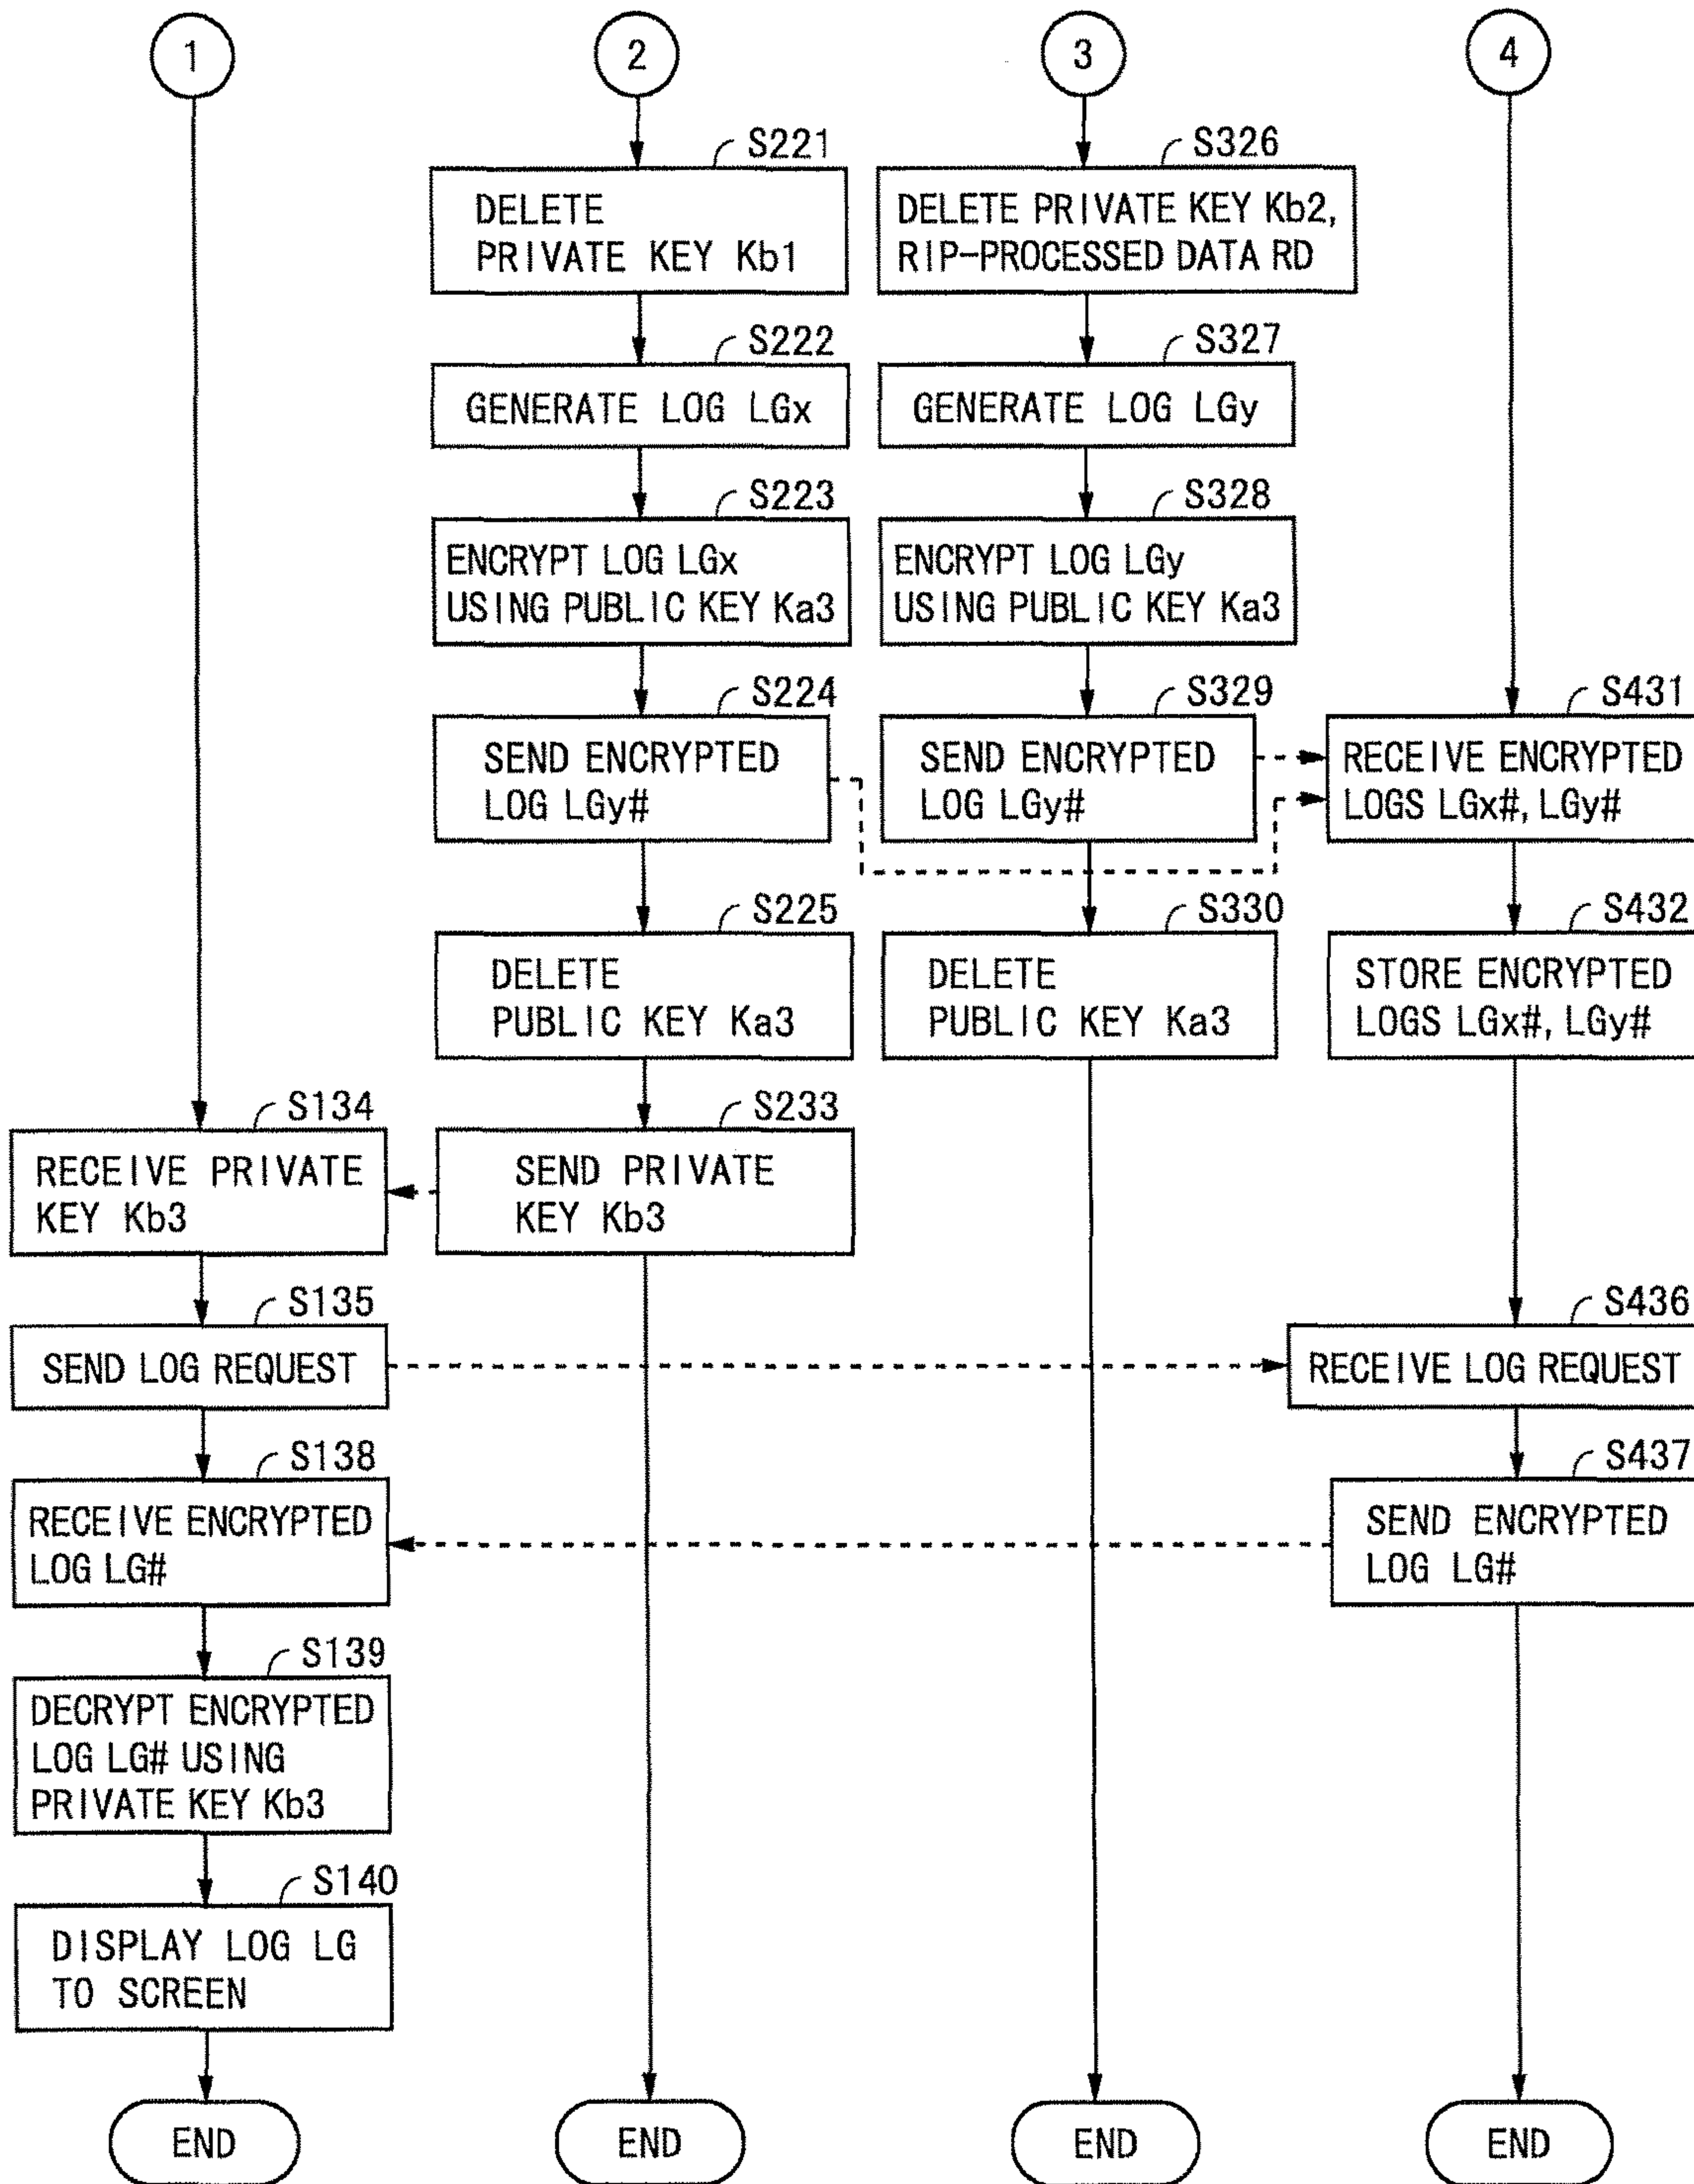 1
2
3
4
S221
DELETE
PRIVATE KEY Kb1
S326
DELETE PRIVATE KEY Kb2,
RIP-PROCESSED DATA RD
S222
GENERATE LOG LGx
S327
GENERATE LOG LGy
S223
ENCRYPT LOG LGx
USING PUBLIC KEY Ka3
S328
ENCRYPT LOG LGy
USING PUBLIC KEY Ka3
S224
SEND ENCRYPTED
LOG LGy#
S329
SEND ENCRYPTED
LOG LGy#
S431
RECEIVE ENCRYPTED
LOGS LGx#, LGy#
S225
DELETE
PUBLIC KEY Ka3
S330
DELETE
PUBLIC KEY Ka3
S432
STORE ENCRYPTED
LOGS LGx#, LGy#
S134
RECEIVE PRIVATE
KEY Kb3
S233
SEND PRIVATE
KEY Kb3
S135
SEND LOG REQUEST
S436
RECEIVE LOG REQUEST
S138
RECEIVE ENCRYPTED
LOG LG#
S437
SEND ENCRYPTED
LOG LG#
S139
DECRYPT ENCRYPTED
LOG LG# USING
PRIVATE KEY Kb3
S140
DISPLAY LOG LG
TO SCREEN
END
END
END
END